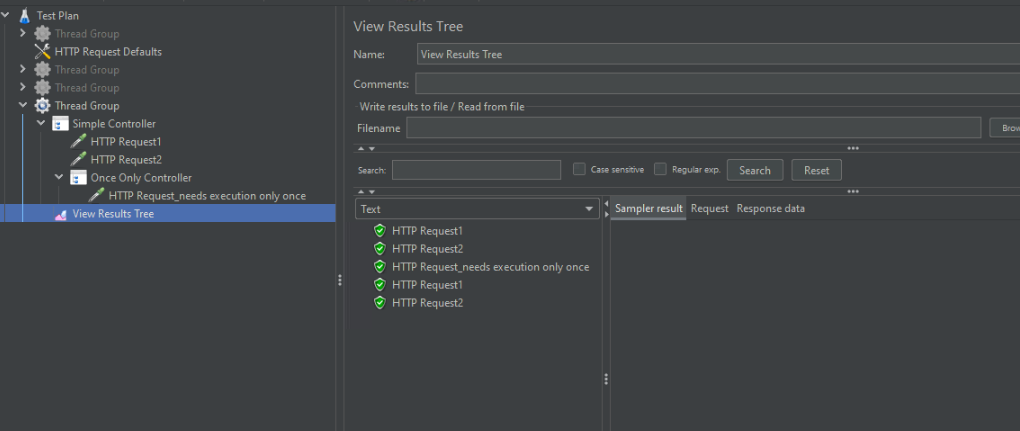 Test Plan
Thread Group
HTTP Request Defaults
Thread Group
Thread Group
Thread Group
Simple Controller
HTTP Request1
HTTP Request2
Once Only Controller
HTTP Request_needs execution only once
View Results Tree
View Results Tree
Name: View Results Tree
Comments:
Write results to file / Read from file
Filename Brow
Search: Case sensitive Regular exp. Search Reset
Text Sampler result Request Response data
HTTP Request1
HTTP Request2
HTTP Request_needs execution only once
HTTP Request1
HTTP Request2